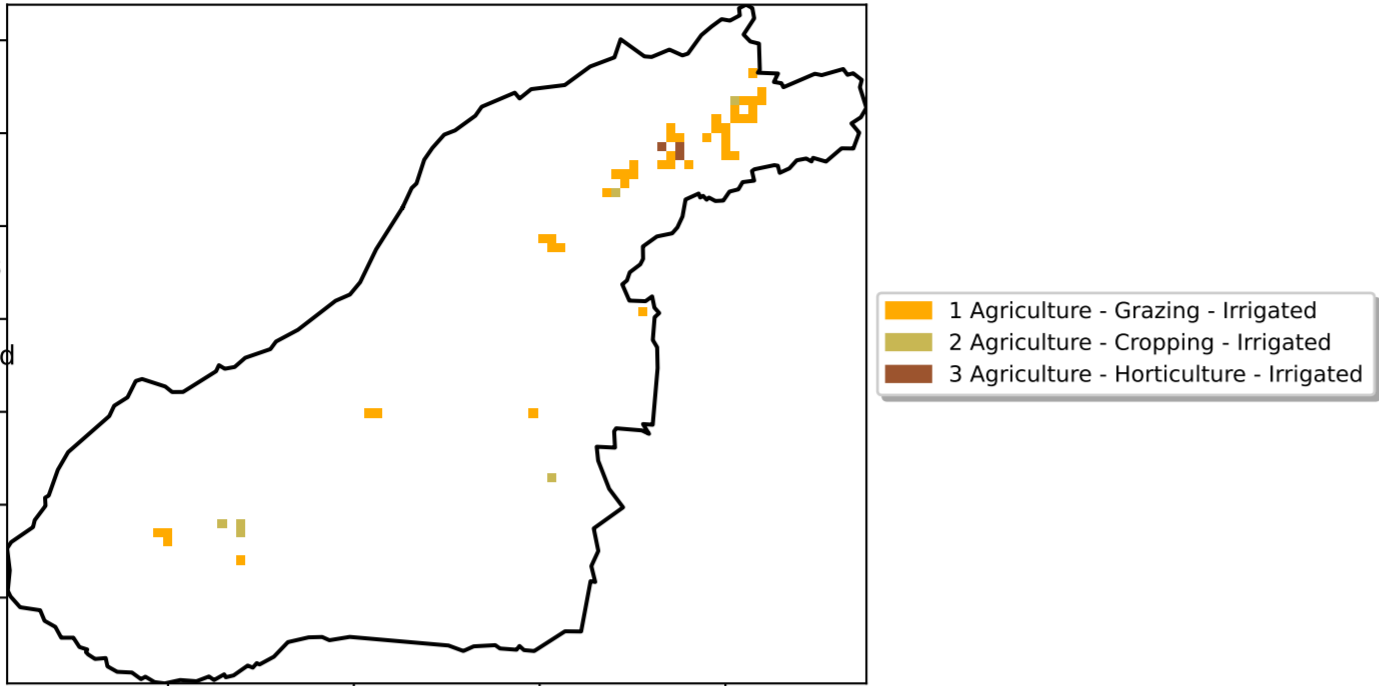 d
1 Agriculture - Grazing - Irrigated
2 Agriculture - Cropping - Irrigated
3 Agriculture - Horticulture - Irrigated